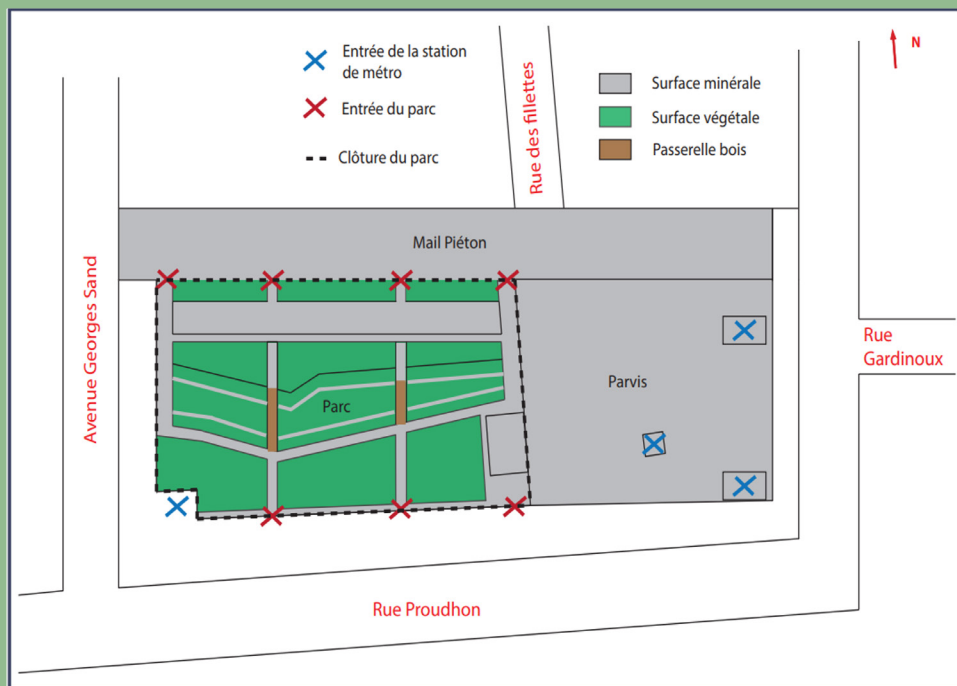 Entrée de la station
de métro
Entrée du parc
Clôture du parc
Rue des fillettes
Surface minérale
Surface végétale
Passerelle bois
N
Mail Piéton
Avenue Georges Sand
Parc
Parvis
Rue
Gardinoux
Rue Proudhon